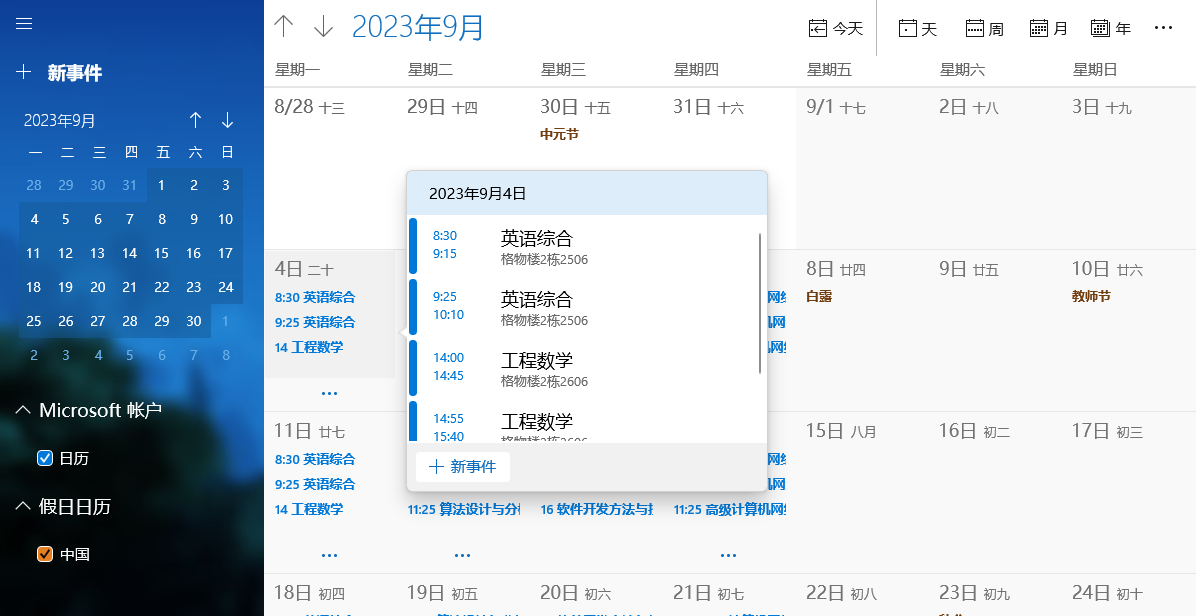 新事件
2023年9月
一 二 三 四 五 六 日
28 29 30 31 1 2 3
4 5 6 7 8 9 10
11 12 13 14 15 16 17
18 19 20 21 22 23 24
25 26 27 28 29 30 1
2 3 4 5 6 7 8
Microsoft 帐户
日历
假日日历
中国
2023年9月
今天 天 周 月 年
星期一 星期二 星期三 星期四 星期五 星期六 星期日
8/28 十三 29日 十四 30日 十五 31日 十六 9/1 十七 2日 十八 3日 十九
中元节
2023年9月4日
8:30 英语综合
9:15 格物楼2栋2506
9:25 英语综合
10:10 格物楼2栋2506
14:00 工程数学
14:45 格物楼2栋2606
14:55 工程数学
15:40 格物楼2栋2606
新事件
4日 二十 8日 廿四 9日 廿五 10日 廿六
8:30 英语综合 白露 教师节
9:25 英语综合
14 工程数学
11日 廿七 15日 八月 16日 初二 17日 初三
8:30 英语综合
9:25 英语综合
14 工程数学 11:25 算法设计与分 16 软件开发方法与 11:25 高级计算机网
18日 初四 19日 初五 20日 初六 21日 初七 22日 初八 23日 初九 24日 初十